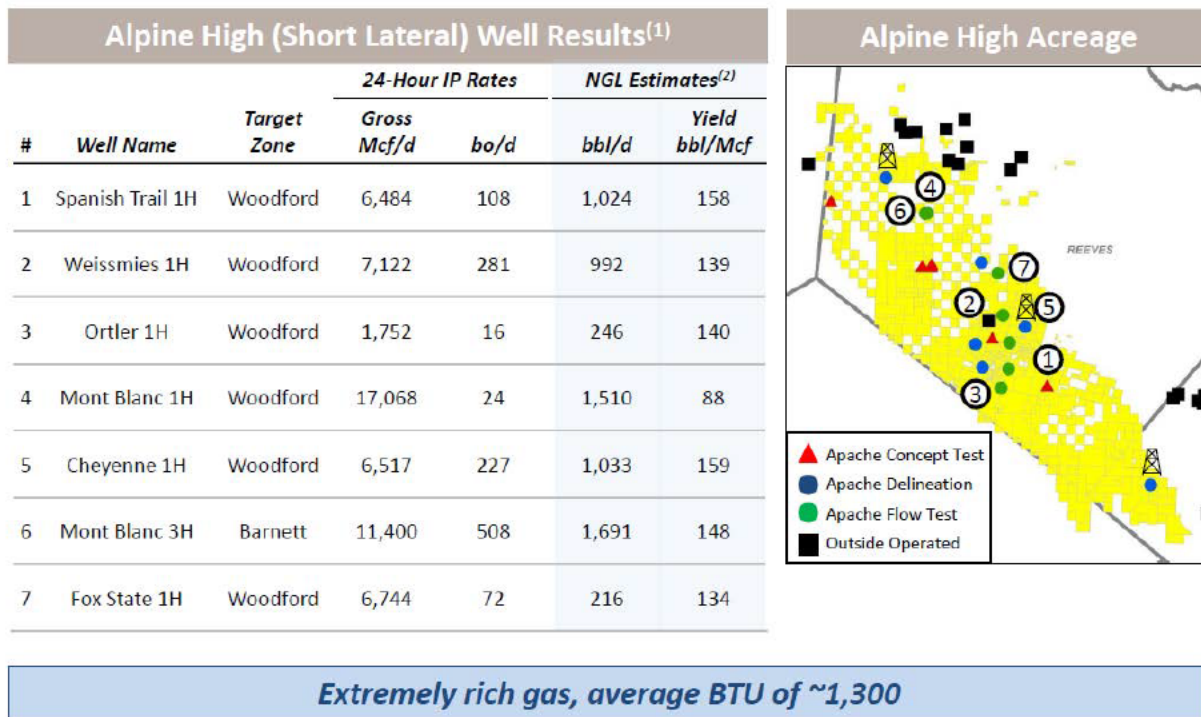 Alpine High (Short Lateral) Well Results(1)
24-Hour IP Rates NGL Estimates(2)
# Well Name Target Zone Gross Mcf/d bo/d bbl/d Yield bbl/Mcf
1 Spanish Trail 1H Woodford 6,484 108 1,024 158
2 Weissmies 1H Woodford 7,122 281 992 139
3 Ortler 1H Woodford 1,752 16 246 140
4 Mont Blanc 1H Woodford 17,068 24 1,510 88
5 Cheyenne 1H Woodford 6,517 227 1,033 159
6 Mont Blanc 3H Barnett 11,400 508 1,691 148
7 Fox State 1H Woodford 6,744 72 216 134
Alpine High Acreage
4
6
REEVES
7
2
5
1
3
Apache Concept Test
Apache Delineation
Apache Flow Test
Outside Operated
Extremely rich gas, average BTU of ~1,300